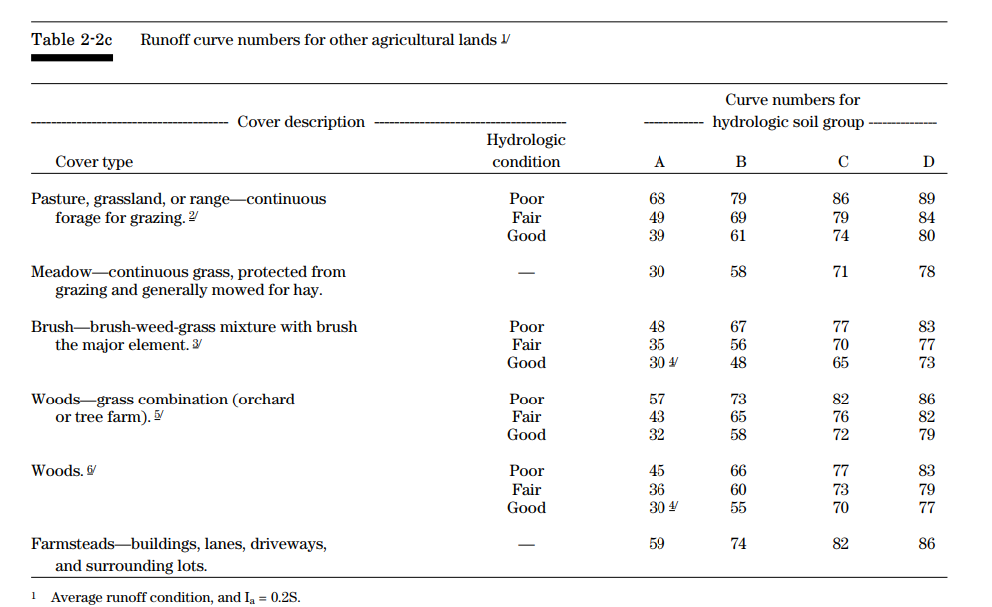 Table 2-2c Runoff curve numbers for other agricultural lands 1/
Curve numbers for
Cover description hydrologic soil group
Hydrologic
Cover type condition A B C D
Pasture, grassland, or range—continuous Poor 68 79 86 89
forage for grazing. 2/ Fair 49 69 79 84
Good 39 61 74 80
Meadow—continuous grass, protected from — 30 58 71 78
grazing and generally mowed for hay.
Brush—brush-weed-grass mixture with brush Poor 48 67 77 83
the major element. 3/ Fair 35 56 70 77
Good 30 4/ 48 65 73
Woods—grass combination (orchard Poor 57 73 82 86
or tree farm). 5/ Fair 43 65 76 82
Good 32 58 72 79
Woods. 6/ Poor 45 66 77 83
Fair 36 60 73 79
Good 30 4/ 55 70 77
Farmsteads—buildings, lanes, driveways, — 59 74 82 86
and surrounding lots.
1 Average runoff condition, and Ia = 0.2S.